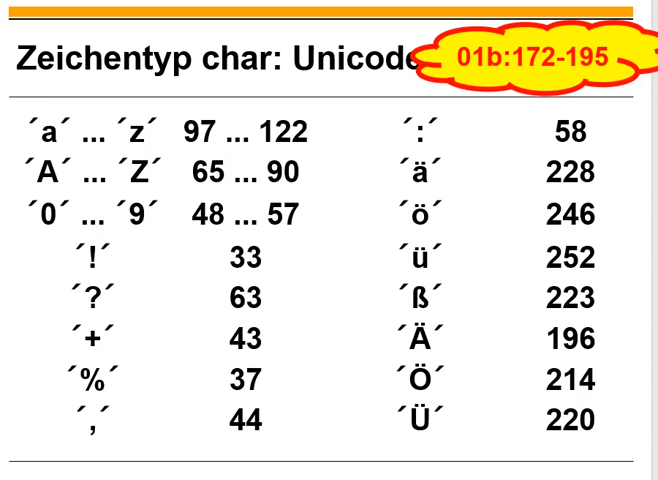 Zeichentyp char: Unicode
01b:172-195
´a´ ... ´z´ 97 ... 122 ´:´ 58
´A´ ... ´Z´ 65 ... 90 ´ä´ 228
´0´ ... ´9´ 48 ... 57 ´ö´ 246
´!´ 33 ´ü´ 252
´?´ 63 ´ß´ 223
´+´ 43 ´Ä´ 196
´%´ 37 ´Ö´ 214
´,´ 44 ´Ü´ 220